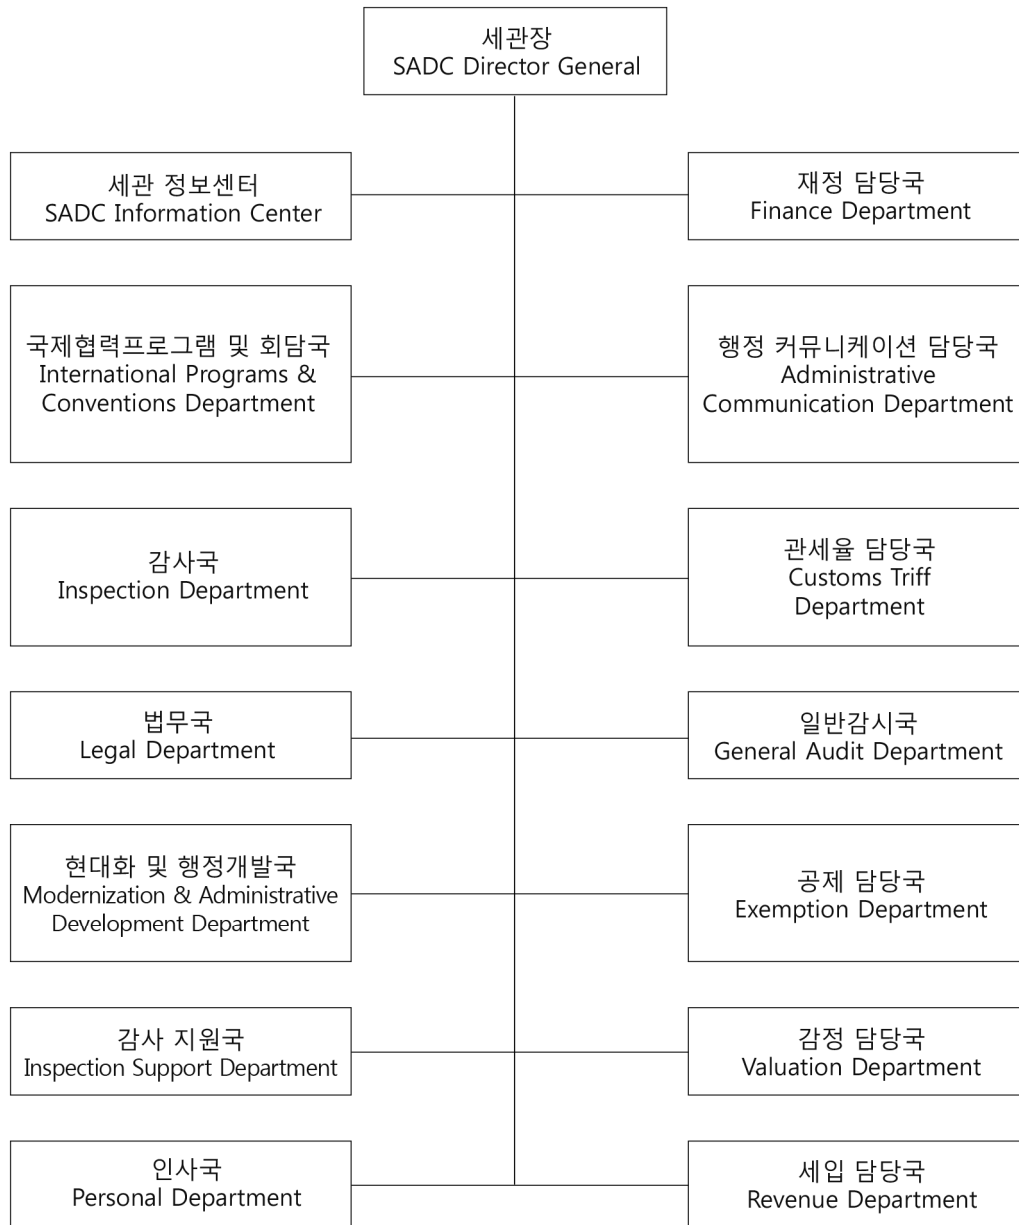 세관장
SADC Director General
세관 정보센터
SADC Information Center
재정 담당국
Finance Department
국제협력프로그램 및 회담국
International Programs &
Conventions Department
행정 커뮤니케이션 담당국
Administrative
Communication Department
감사국
Inspection Department
관세율 담당국
Customs Triff
Department
법무국
Legal Department
일반감시국
General Audit Department
현대화 및 행정개발국
Modernization & Administrative
Development Department
공제 담당국
Exemption Department
감사 지원국
Inspection Support Department
감정 담당국
Valuation Department
인사국
Personal Department
세입 담당국
Revenue Department